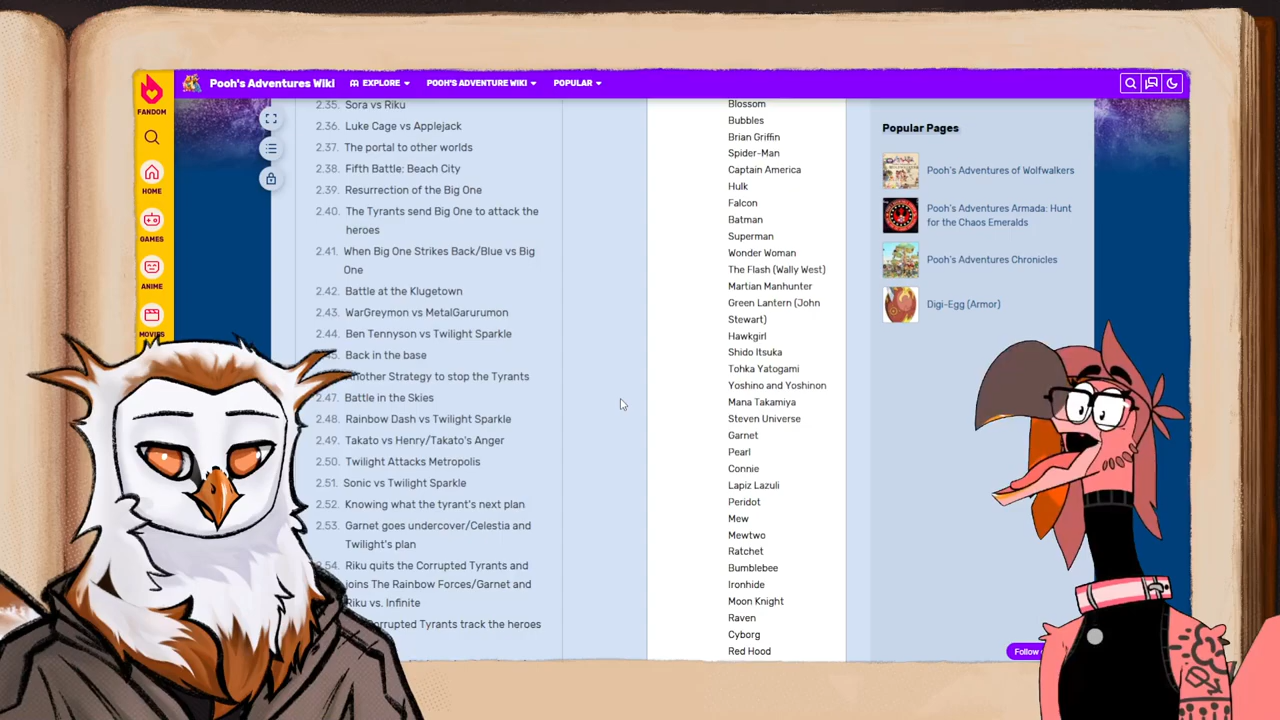 FANDOM
HOME
GAMES
ANIME
MOVIES
Pooh's Adventures Wiki
EXPLORE
POOH'S ADVENTURE WIKI
POPULAR
2.35. Sora vs Riku
2.36. Luke Cage vs Applejack
2.37. The portal to other worlds
2.38. Fifth Battle: Beach City
2.39. Resurrection of the Big One
2.40. The Tyrants send Big One to attack the
heroes
2.41. When Big One Strikes Back/Blue vs Big
One
2.42. Battle at the Klugetown
2.43. WarGreymon vs MetalGarurumon
2.44. Ben Tennyson vs Twilight Sparkle
Back in the base
Another Strategy to stop the Tyrants
2.47. Battle in the Skies
2.48. Rainbow Dash vs Twilight Sparkle
2.49. Takato vs Henry/Takato's Anger
2.50. Twilight Attacks Metropolis
2.51. Sonic vs Twilight Sparkle
2.52. Knowing what the tyrant's next plan
2.53. Garnet goes undercover/Celestia and
Twilight's plan
2.54. Riku quits the Corrupted Tyrants and
joins The Rainbow Forces/Garnet and
Riku vs. Infinite
Corrupted Tyrants track the heroes
Blossom
Bubbles
Brian Griffin
Spider-Man
Captain America
Hulk
Falcon
Batman
Superman
Wonder Woman
The Flash (Wally West)
Martian Manhunter
Green Lantern (John
Stewart)
Hawkgirl
Shido Itsuka
Tohka Yatogami
Yoshino and Yoshinon
Mana Takamiya
Steven Universe
Garnet
Pearl
Connie
Lapiz Lazuli
Peridot
Mew
Mewtwo
Ratchet
Bumblebee
Ironhide
Moon Knight
Raven
Cyborg
Red Hood
Popular Pages
Pooh's Adventures of Wolfwalkers
Pooh's Adventures Armada: Hunt
for the Chaos Emeralds
Pooh's Adventures Chronicles
Digi-Egg (Armor)
Follow